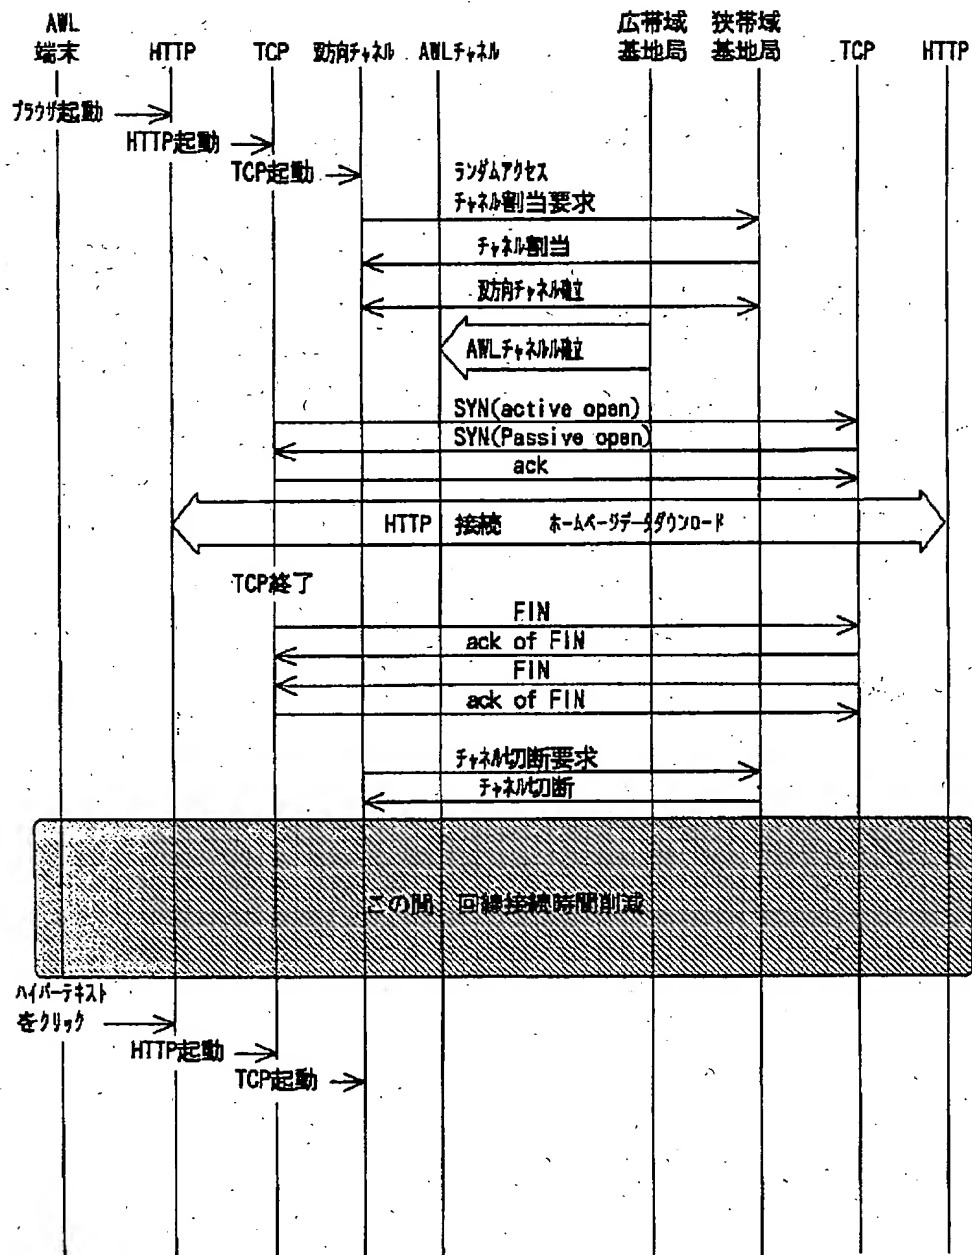 AWL
端末
HTTP
TCP
双方向チャネル
AWLチャネル
広帯域
基地局
狭帯域
基地局
TCP
HTTP
ブラウザ起動
HTTP起動
TCP起動
ランダムアクセス
チャネル割当要求
チャネル割当
双方向チャネル確立
AWLチャネルル確立
SYN(active open)
SYN(Passive open)
ack
HTTP 接続 ホームページデータダウンロード
TCP終了
FIN
ack of FIN
FIN
ack of FIN
チャネル切断要求
チャネル切断
この間 回線接続時間削減
ハイパーテキスト
をクリック
HTTP起動
TCP起動